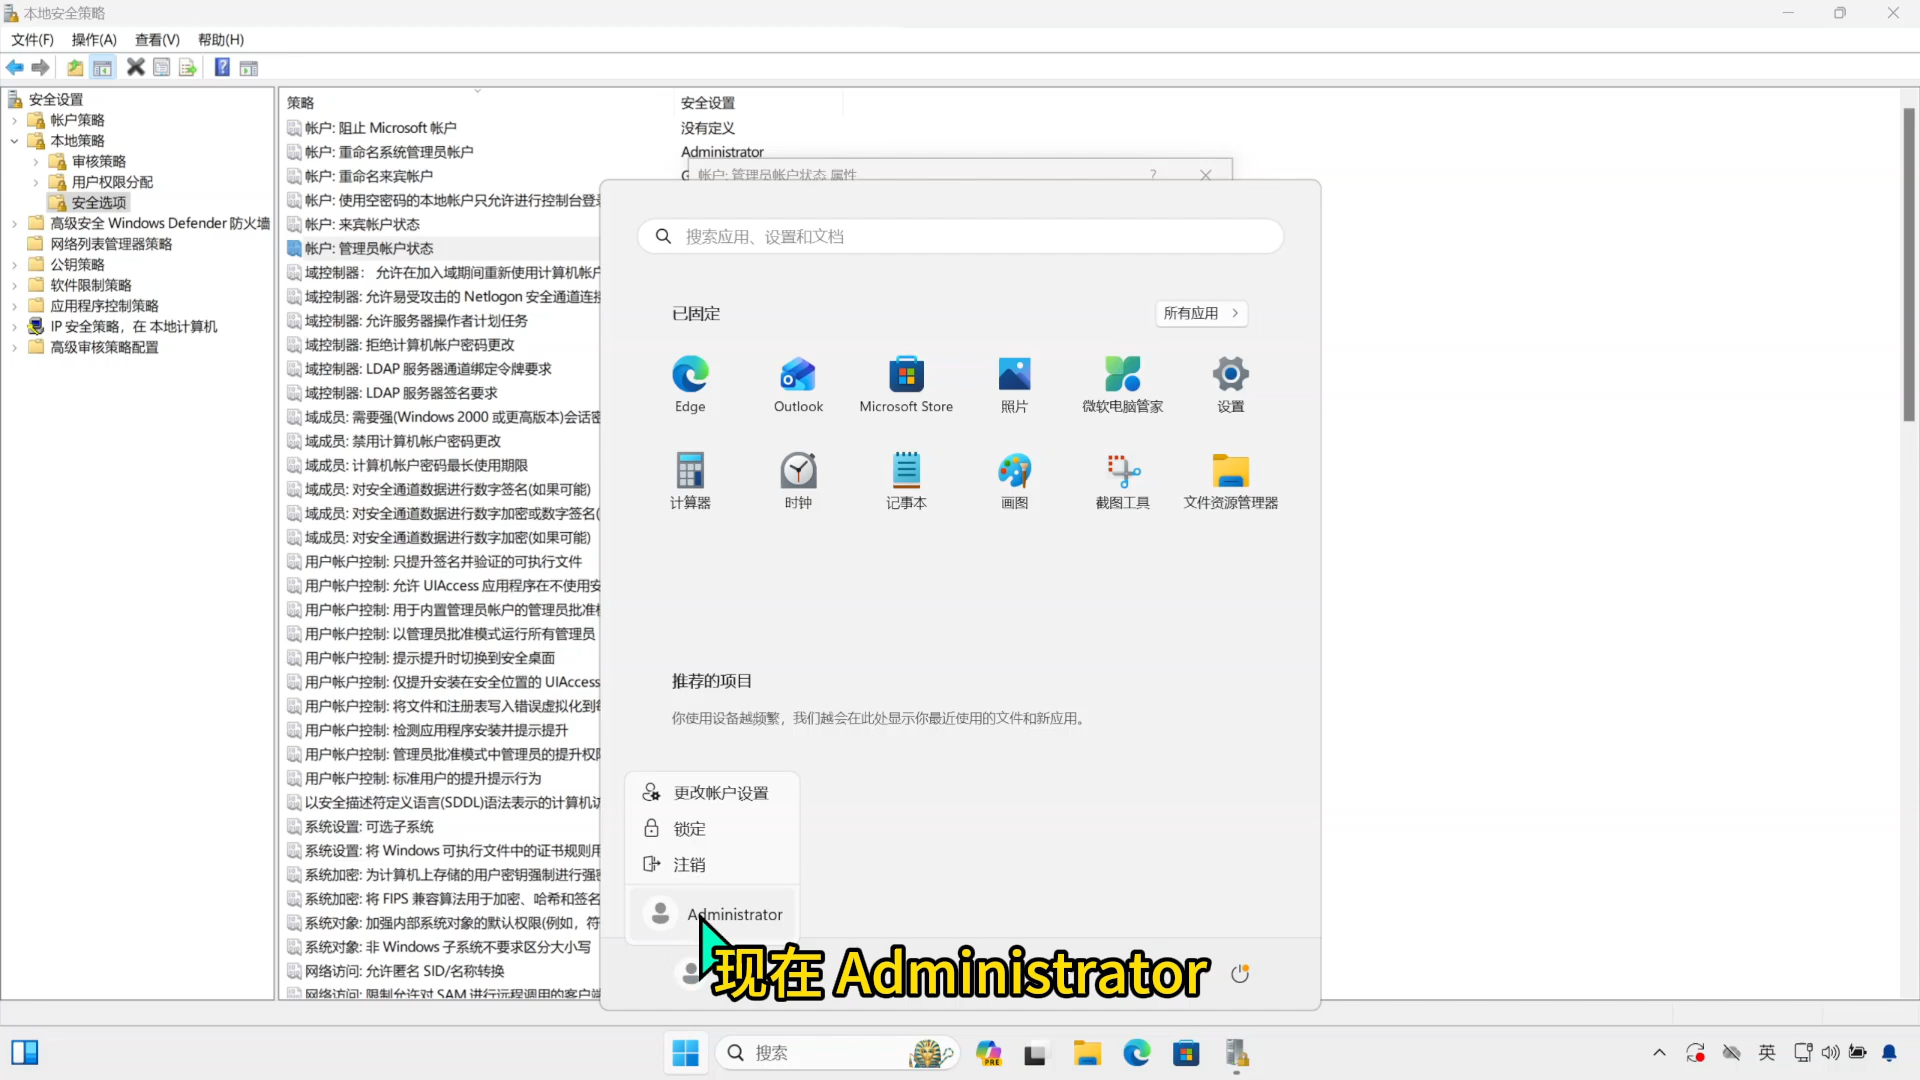 本地安全策略
文件(F) 操作(A) 查看(V) 帮助(H)
安全设置
帐户策略
本地策略
审核策略
用户权限分配
安全选项
高级安全 Windows Defender 防火墙
网络列表管理器策略
公钥策略
软件限制策略
应用程序控制策略
IP 安全策略，在 本地计算机
高级审核策略配置
策略 安全设置
帐户: 阻止 Microsoft 帐户 没有定义
帐户: 重命名系统管理员帐户 Administrator
帐户: 重命名来宾帐户
帐户: 使用空密码的本地帐户只允许进行控制台登
帐户: 来宾帐户状态
帐户: 管理员帐户状态
域控制器： 允许在加入域期间重新使用计算机帐户
域控制器: 允许易受攻击的 Netlogon 安全通道连接
域控制器: 允许服务器操作者计划任务
域控制器: 拒绝计算机帐户密码更改
域控制器: LDAP 服务器通道绑定令牌要求
域控制器: LDAP 服务器签名要求
域成员: 需要强(Windows 2000 或更高版本)会话密
域成员: 禁用计算机帐户密码更改
域成员: 计算机帐户密码最长使用期限
域成员: 对安全通道数据进行数字签名(如果可能)
域成员: 对安全通道数据进行数字加密或数字签名(
域成员: 对安全通道数据进行数字加密(如果可能)
用户帐户控制: 只提升签名并验证的可执行文件
用户帐户控制: 允许 UIAccess 应用程序在不使用安
用户帐户控制: 用于内置管理员帐户的管理员批准
用户帐户控制: 以管理员批准模式运行所有管理员
用户帐户控制: 提示提升时切换到安全桌面
用户帐户控制: 仅提升安装在安全位置的 UIAccess
用户帐户控制: 将文件和注册表写入错误虚拟化到
用户帐户控制: 检测应用程序安装并提示提升
用户帐户控制: 管理员批准模式中管理员的提升权
用户帐户控制: 标准用户的提升提示行为
以安全描述符定义语言(SDDL)语法表示的计算机
系统设置: 可选子系统
系统设置: 将 Windows 可执行文件中的证书规则用
系统加密: 为计算机上存储的用户密钥强制进行强
系统加密: 将 FIPS 兼容算法用于加密、哈希和签名
系统对象: 加强内部系统对象的默认权限(例如，符
系统对象: 非 Windows 子系统不要求区分大小写
网络访问: 允许匿名 SID/名称转换
网络访问: 限制允许对 SAM 进行远程调用的客户端
帐户: 管理员帐户状态 属性 ?
搜索应用、设置和文档
已固定 所有应用
Edge Outlook Microsoft Store 照片 微软电脑管家 设置
计算器 时钟 记事本 画图 截图工具 文件资源管理器
推荐的项目
你使用设备越频繁，我们越会在此处显示你最近使用的文件和新应用。
更改帐户设置
锁定
注销
Administrator
现在 Administrator
搜索 PRE 英